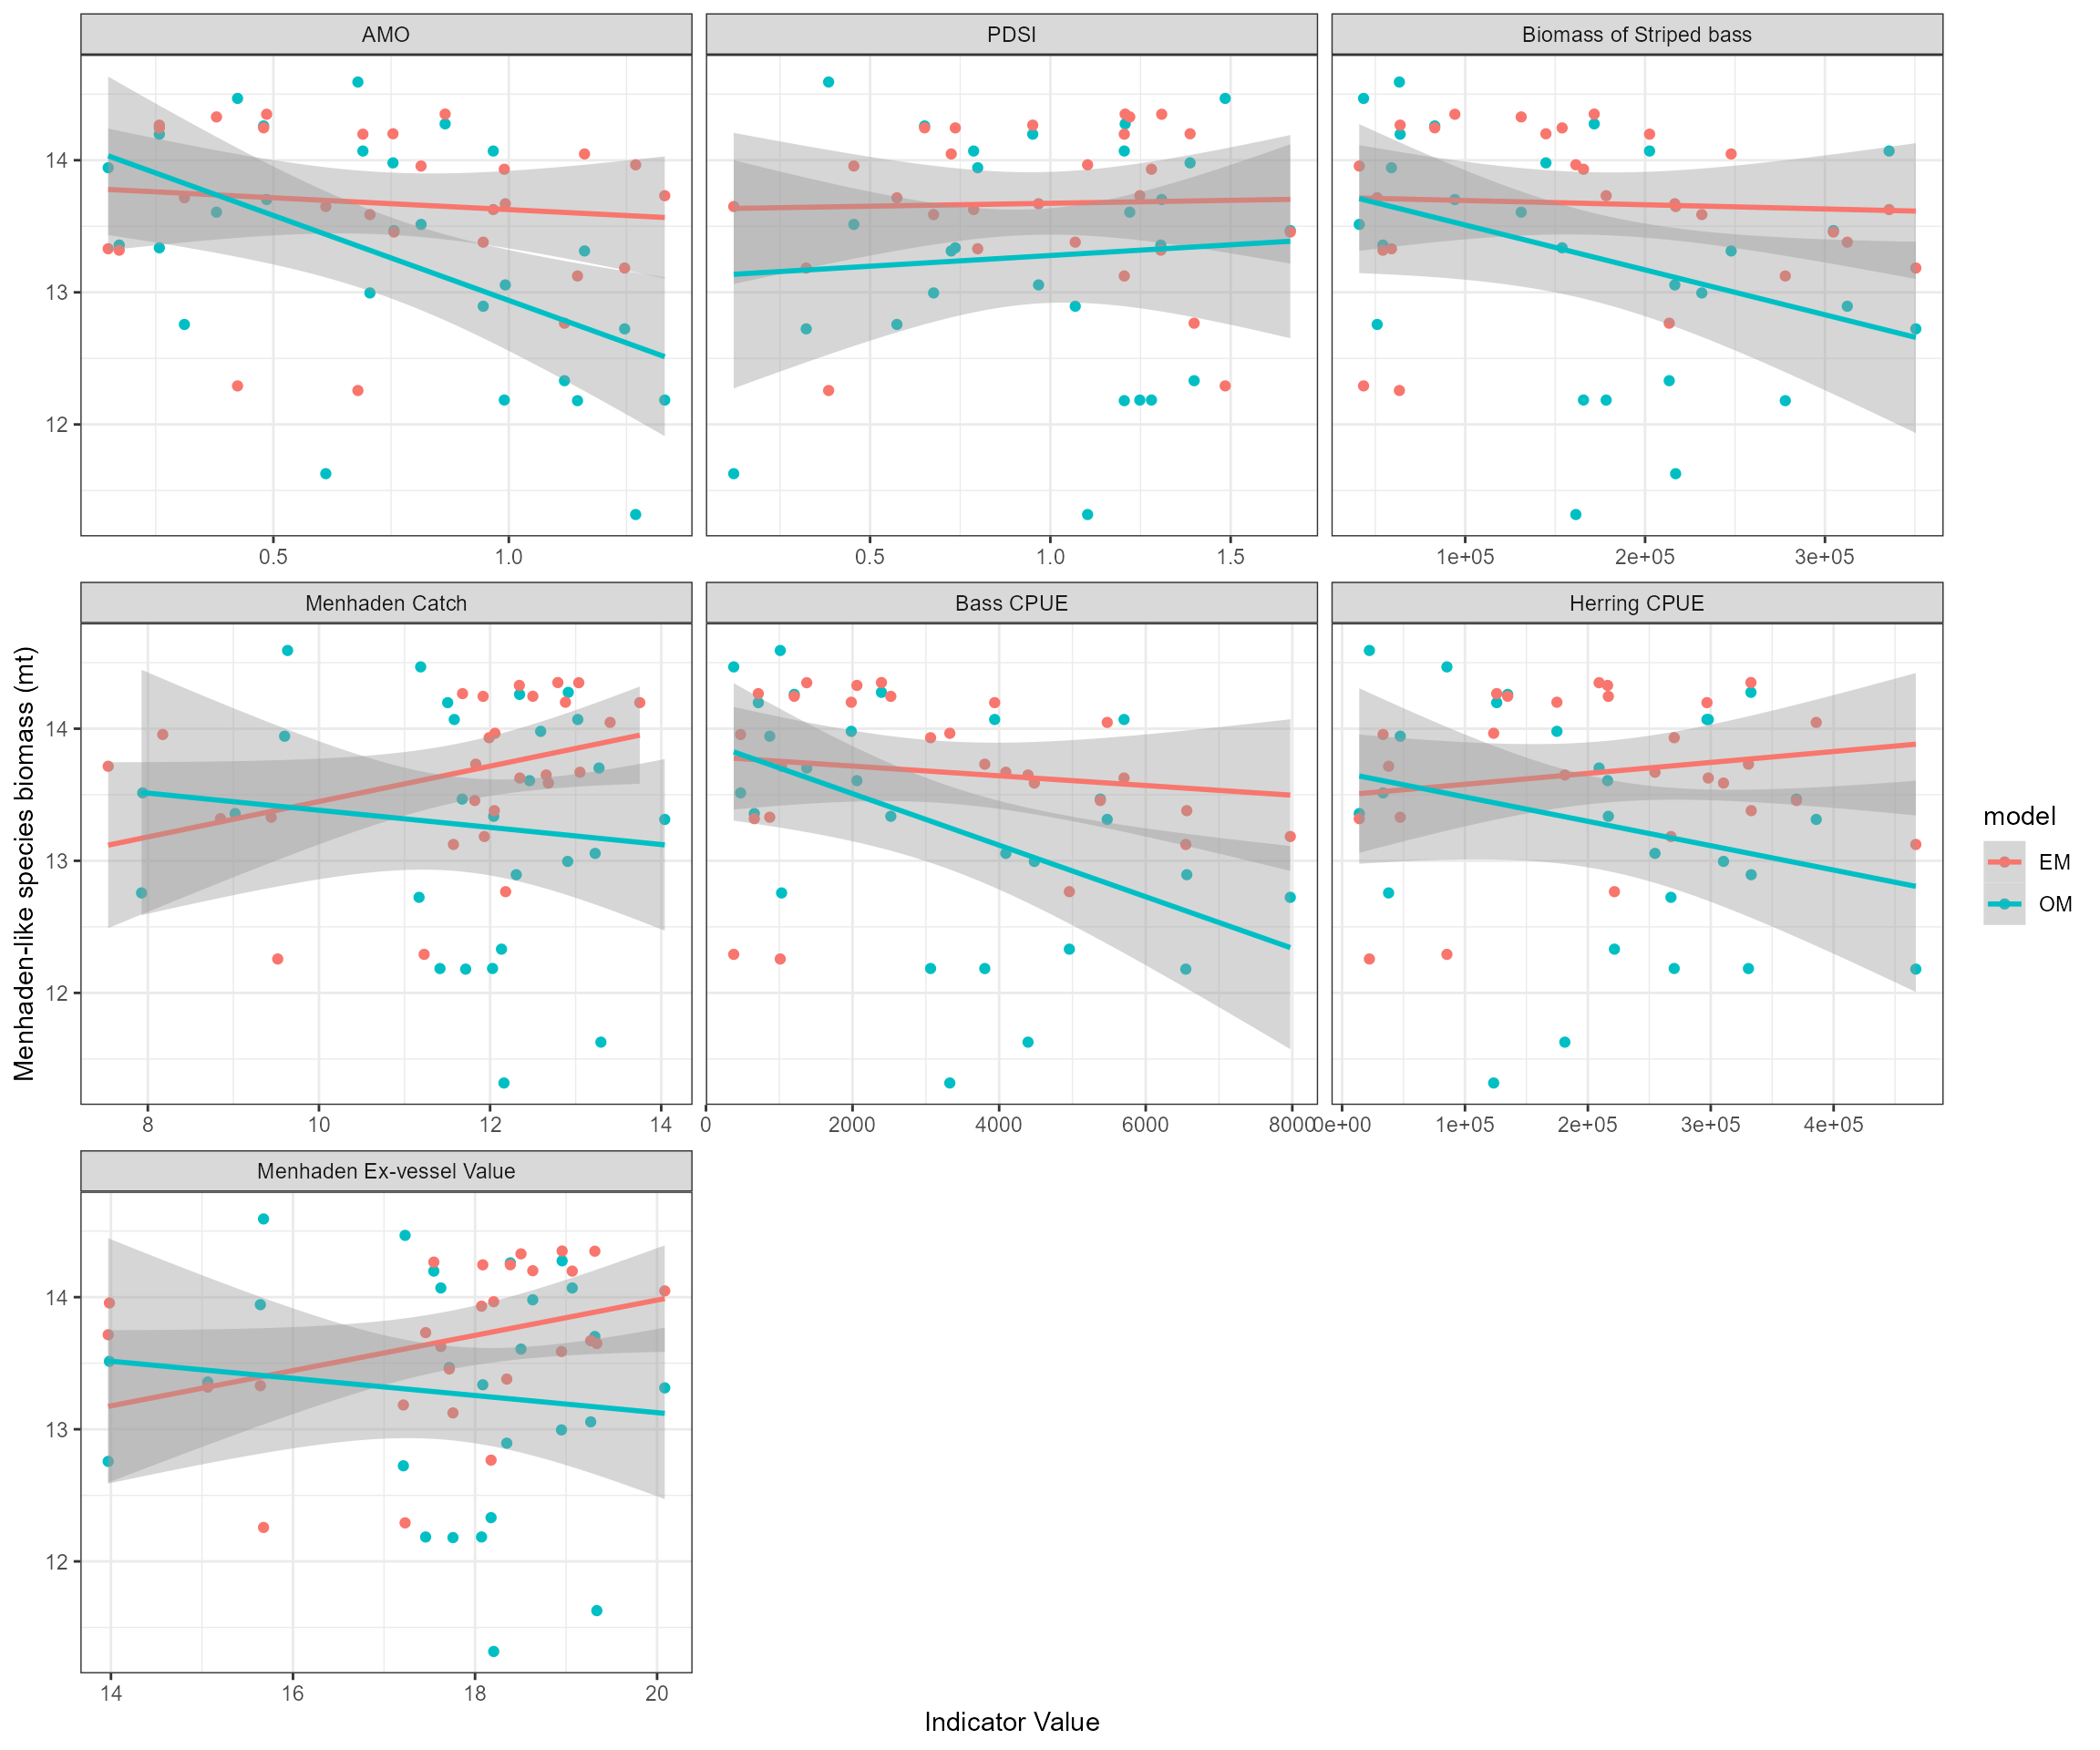 AMO PDSI Biomass of Striped bass
14
13
12
0.5 1.0 0.5 1.0 1.5 1e+05 2e+05 3e+05
Menhaden Catch Bass CPUE Herring CPUE
14
13
12
8 10 12 14 0 2000 4000 6000 8000 0e+00 1e+05 2e+05 3e+05 4e+05
Menhaden Ex-vessel Value
14
13
12
14 16 18 20
Indicator Value
Menhaden-like species biomass (mt)
model
EM
OM